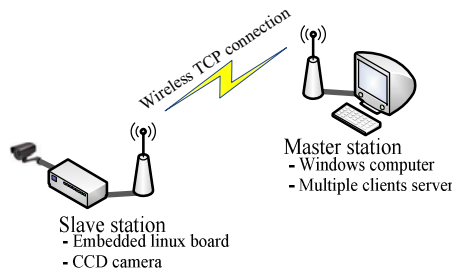 Wireless TCP connection
Master station
- Windows computer
- Multiple clients server
Slave station
- Embedded linux board
- CCD camera